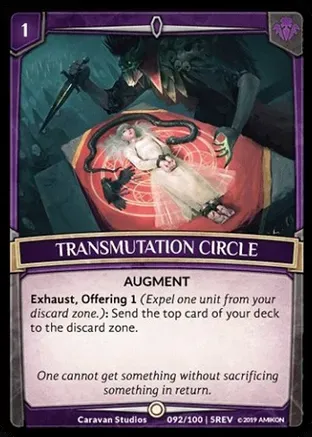 1
TRANSMUTATION CIRCLE
AUGMENT
Exhaust, Offering 1 (Expel one unit from your
discard zone.): Send the top card of your deck
to the discard zone.
One cannot get something without sacrificing
something in return.
Caravan Studios 092/100 | 5REV ©2019 AMIKON